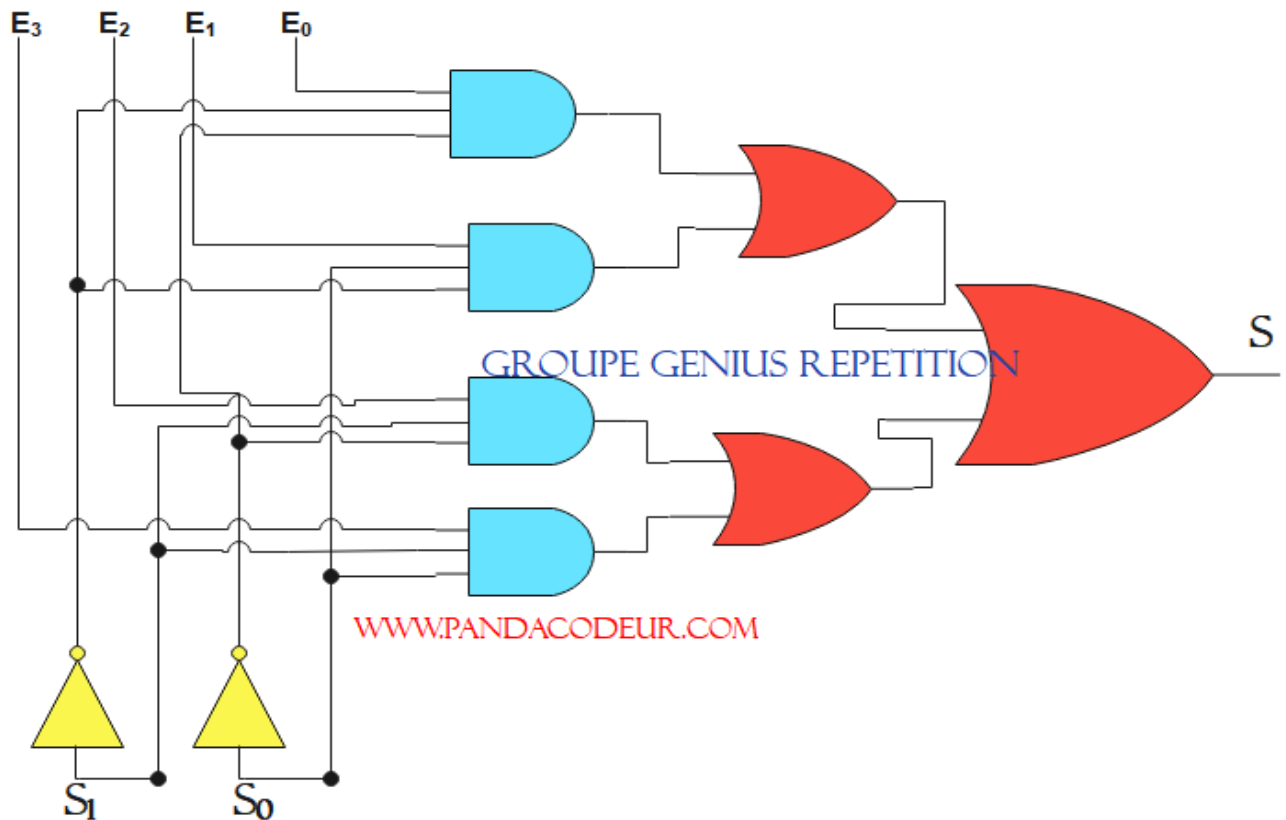 E₃ E₂ E₁ E₀
S
GROUPE GENIUS REPETITION
WWW.PANDACODEUR.COM
S₁ S₀